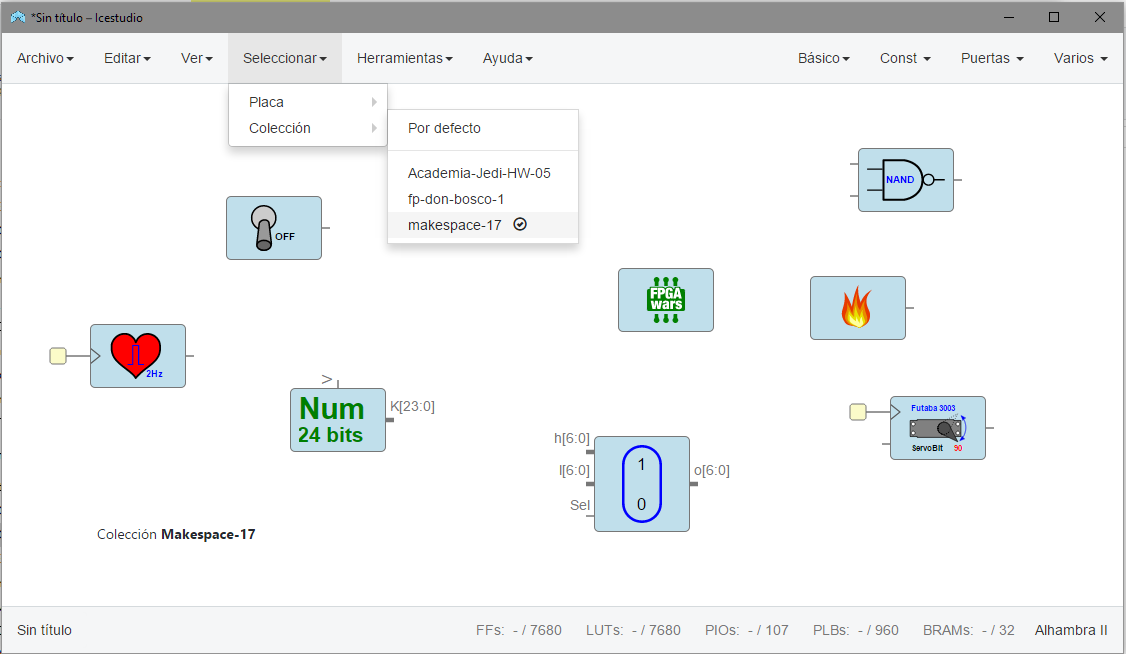 *Sin título – Icestudio
Archivo Editar Ver Seleccionar Herramientas Ayuda Básico Const Puertas Varios
Placa
Colección
Por defecto
Academia-Jedi-HW-05
fp-don-bosco-1
makespace-17
NAND
OFF
FPGA
wars
2Hz
>
Num
24 bits
K[23:0]
Futaba 3003
ServoBit 90
h[6:0]
l[6:0]
Sel
1
0
o[6:0]
Colección Makespace-17
Sin título FFs: - / 7680 LUTs: - / 7680 PIOs: - / 107 PLBs: - / 960 BRAMs: - / 32 Alhambra II